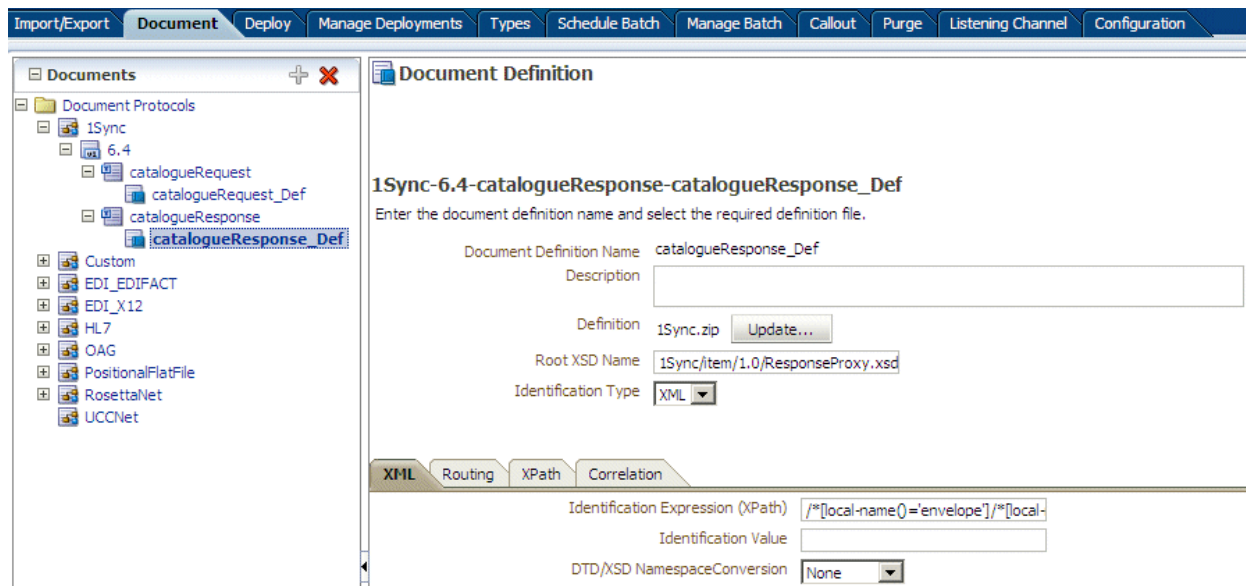 Import/Export Document Deploy Manage Deployments Types Schedule Batch Manage Batch Callout Purge Listening Channel Configuration
Documents
Document Protocols
1Sync
6.4
catalogueRequest
catalogueRequest_Def
catalogueResponse
catalogueResponse_Def
Custom
EDI_EDIFACT
EDI_X12
HL7
OAG
PositionalFlatFile
RosettaNet
UCCNet
Document Definition
1Sync-6.4-catalogueResponse-catalogueResponse_Def
Enter the document definition name and select the required definition file.
Document Definition Name catalogueResponse_Def
Description
Definition 1Sync.zip Update...
Root XSD Name 1Sync/item/1.0/ResponseProxy.xsd
Identification Type XML
XML Routing XPath Correlation
Identification Expression (XPath) /*[local-name()='envelope']/*[local-
Identification Value
DTD/XSD NamespaceConversion None